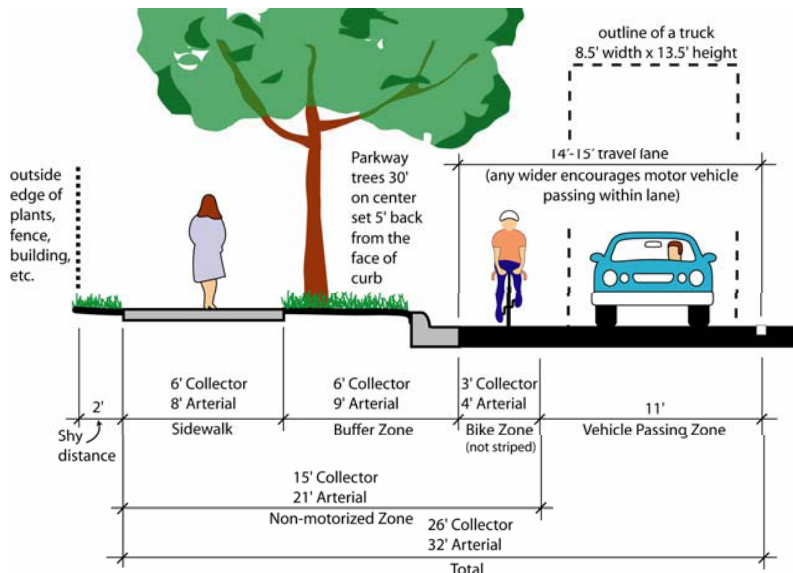 outline of a truck
8.5' width x 13.5' height
14'-15' travel lane
(any wider encourages motor vehicle
passing within lane)
outside
edge of
plants,
fence,
building,
etc.
Parkway
trees 30'
on center
set 5' back
from the
face of
curb
2'
Shy
distance
6' Collector
8' Arterial
Sidewalk
6' Collector
9' Arterial
Buffer Zone
3' Collector
4' Arterial
Bike Zone
(not striped)
11'
Vehicle Passing Zone
15' Collector
21' Arterial
Non-motorized Zone
26' Collector
32' Arterial
Total